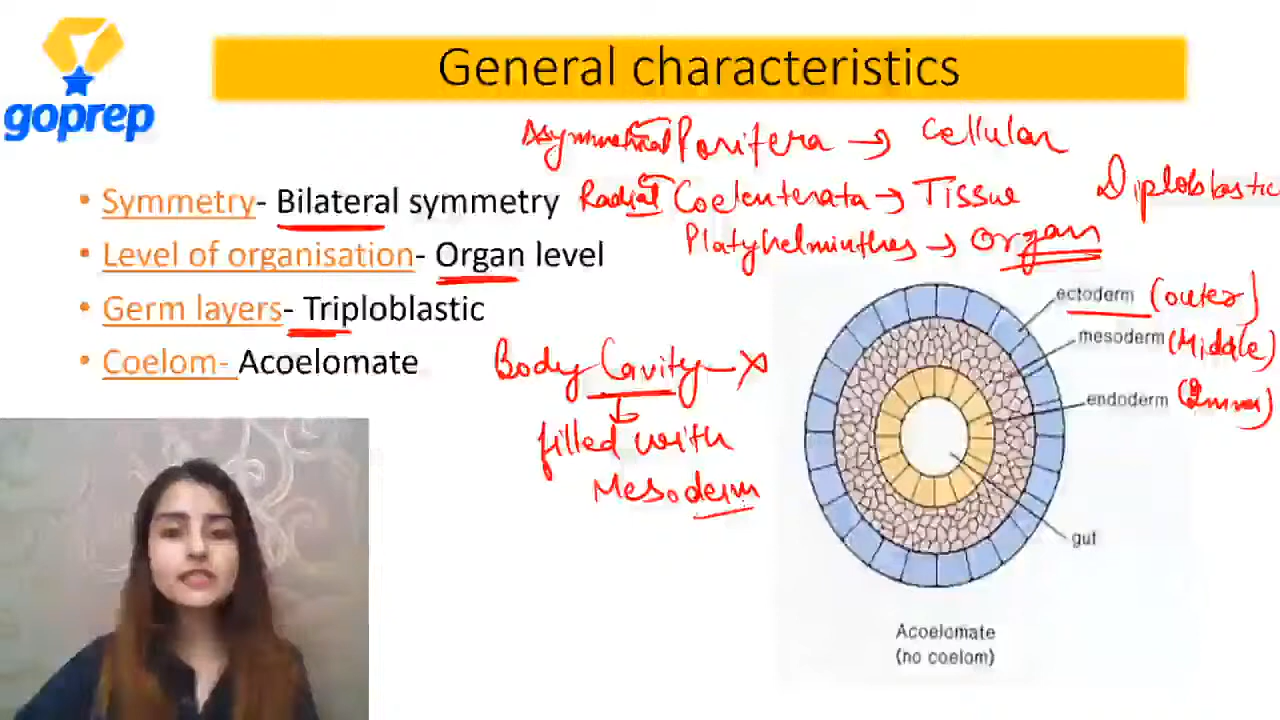 goprep
General characteristics
Asymmetrical Porifera → Cellular
Radial Coelenterata → Tissue Diploblastic
Platyhelminthes → Organ
• Symmetry- Bilateral symmetry
• Level of organisation- Organ level
• Germ layers- Triploblastic
• Coelom- Acoelomate
Body Cavity - X
filled with
Mesoderm
ectoderm (outer)
mesoderm (Middle)
endoderm (Inner)
gut
Acoelomate
(no coelom)